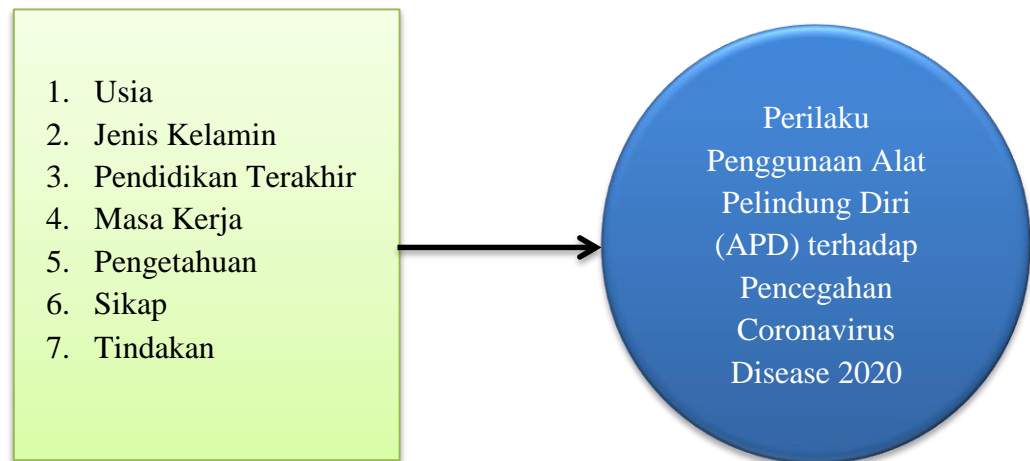 1. Usia
2. Jenis Kelamin
3. Pendidikan Terakhir
4. Masa Kerja
5. Pengetahuan
6. Sikap
7. Tindakan
Perilaku
Penggunaan Alat
Pelindung Diri
(APD) terhadap
Pencegahan
Coronavirus
Disease 2020